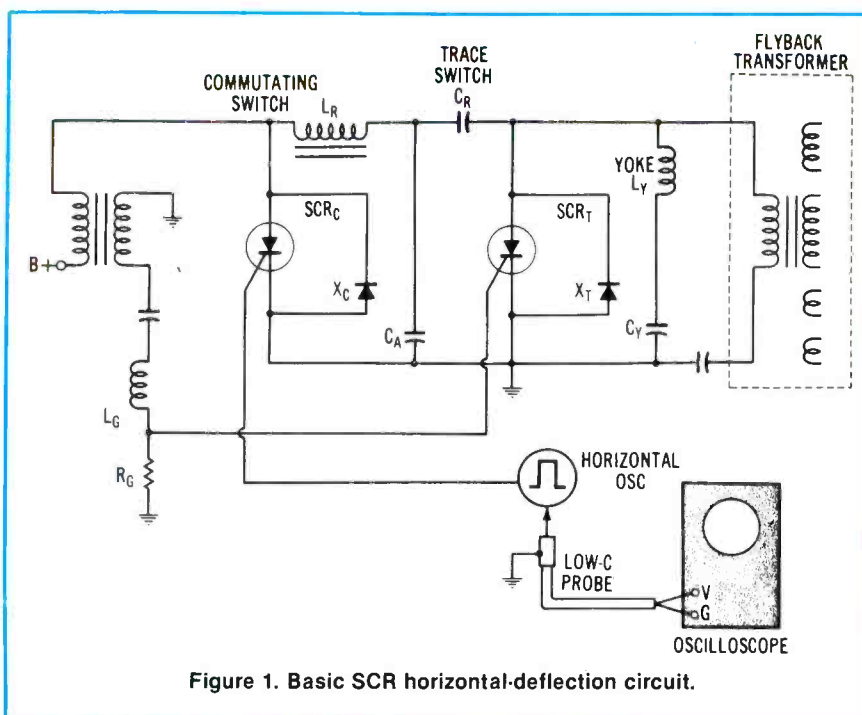 FLYBACK
TRANSFORMER
TRACE
SWITCH
COMMUTATING
SWITCH
L_R
C_R
YOKE
L_Y
SCR_C
SCR_T
B+
X_C
X_T
C_A
C_Y
L_G
R_G
HORIZONTAL
OSC
LOW-C
PROBE
V
G
OSCILLOSCOPE
Figure 1. Basic SCR horizontal-deflection circuit.